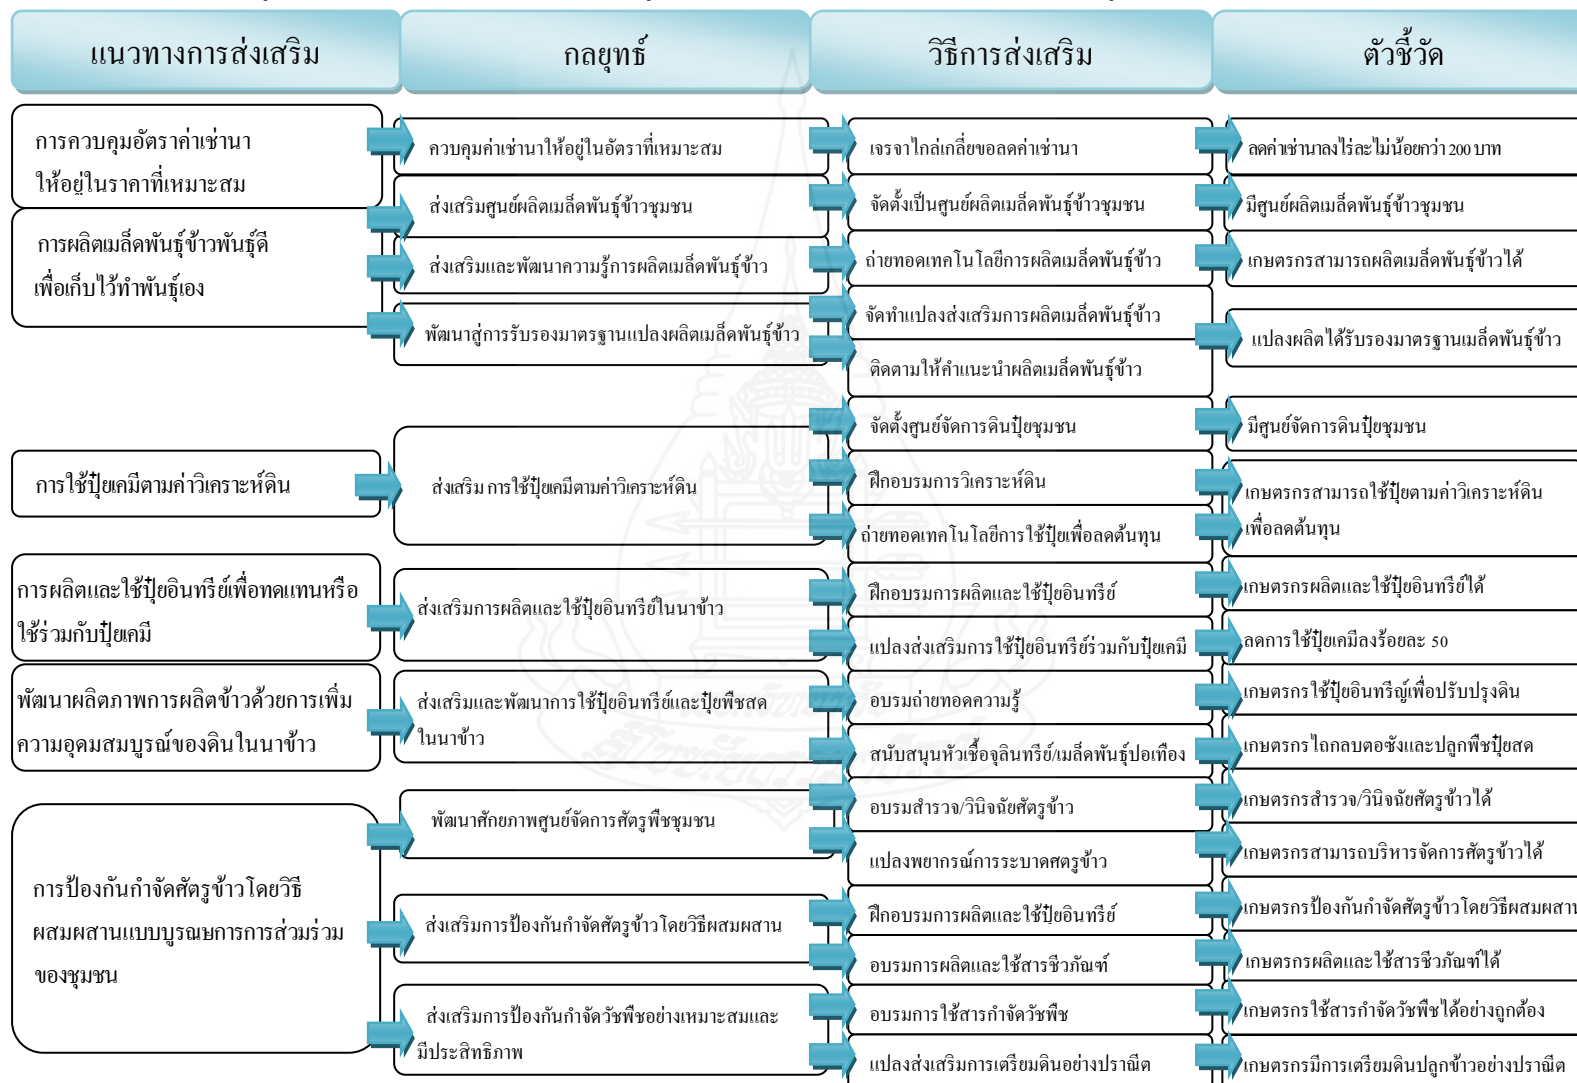 แนวทางการส่งเสริม
กลยุทธ์
วิธีการส่งเสริม
ตัวชี้วัด
การควบคุมอัตราค่าเช่านา
ให้อยู่ในราคาที่เหมาะสม
ควบคุมค่าเช่านาให้อยู่ในอัตราที่เหมาะสม
เจรจาไกล่เกลี่ยขอลดค่าเช่านา
ลดค่าเช่านาลงไร่ละไม่น้อยกว่า 200 บาท
การผลิตเมล็ดพันธุ์ข้าวพันธุ์ดี
เพื่อเก็บไว้ทำพันธุ์เอง
ส่งเสริมศูนย์ผลิตเมล็ดพันธุ์ข้าวชุมชน
จัดตั้งเป็นศูนย์ผลิตเมล็ดพันธุ์ข้าวชุมชน
มีศูนย์ผลิตเมล็ดพันธุ์ข้าวชุมชน
ส่งเสริมและพัฒนาความรู้การผลิตเมล็ดพันธุ์ข้าว
ถ่ายทอดเทคโนโลยีการผลิตเมล็ดพันธุ์ข้าว
เกษตรกรสามารถผลิตเมล็ดพันธุ์ข้าวได้
พัฒนาสู่การรับรองมาตรฐานแปลงผลิตเมล็ดพันธุ์ข้าว
จัดทำแปลงส่งเสริมการผลิตเมล็ดพันธุ์ข้าว
ติดตามให้คำแนะนำผลิตเมล็ดพันธุ์ข้าว
แปลงผลิตได้รับรองมาตรฐานเมล็ดพันธุ์ข้าว
การใช้ปุ๋ยเคมีตามค่าวิเคราะห์ดิน
ส่งเสริม การใช้ปุ๋ยเคมีตามค่าวิเคราะห์ดิน
จัดตั้งศูนย์จัดการดินปุ๋ยชุมชน
มีศูนย์จัดการดินปุ๋ยชุมชน
ฝึกอบรมการวิเคราะห์ดิน
ถ่ายทอดเทคโนโลยีการใช้ปุ๋ยเพื่อลดต้นทุน
เกษตรกรสามารถใช้ปุ๋ยตามค่าวิเคราะห์ดิน
เพื่อลดต้นทุน
การผลิตและใช้ปุ๋ยอินทรีย์เพื่อทดแทนหรือ
ใช้ร่วมกับปุ๋ยเคมี
ส่งเสริมการผลิตและใช้ปุ๋ยอินทรีย์ในนาข้าว
ฝึกอบรมการผลิตและใช้ปุ๋ยอินทรีย์
เกษตรกรผลิตและใช้ปุ๋ยอินทรีย์ได้
แปลงส่งเสริมการใช้ปุ๋ยอินทรีย์ร่วมกับปุ๋ยเคมี
ลดการใช้ปุ๋ยเคมีลงร้อยละ 50
พัฒนาผลิตภาพการผลิตข้าวด้วยการเพิ่ม
ความอุดมสมบูรณ์ของดินในนาข้าว
ส่งเสริมและพัฒนาการใช้ปุ๋ยอินทรีย์และปุ๋ยพืชสด
ในนาข้าว
อบรมถ่ายทอดความรู้
เกษตรกรใช้ปุ๋ยอินทรีญ์เพื่อปรับปรุงดิน
สนับสนุนหัวเชื้อจุลินทรีย์/เมล็ดพันธุ์ปอเทือง
เกษตรกรไถกลบตอซังและปลูกพืชปุ๋ยสด
การป้องกันกำจัดศัตรูข้าวโดยวิธี
ผสมผสานแบบบูรณษการการส่วมร่วม
ของชุมชน
พัฒนาศักยภาพศูนย์จัดการศัตรูพืชชุมชน
อบรมสำรวจ/วินิจฉัยศัตรูข้าว
เกษตรกรสำรวจ/วินิจฉัยศัตรูข้าวได้
แปลงพยากรณ์การระบาดศตรูข้าว
เกษตรกรสามารถบริหารจัดการศัตรูข้าวได้
ส่งเสริมการป้องกันกำจัดศัตรูข้าวโดยวิธีผสมผสาน
ฝึกอบรมการผลิตและใช้ปุ๋ยอินทรีย์
เกษตรกรป้องกันกำจัดศัตรูข้าวโดยวิธีผสมผสาน
อบรมการผลิตและใช้สารชีวภัณฑ์
เกษตรกรผลิตและใช้สารชีวภัณฑ์ได้
ส่งเสริมการป้องกันกำจัดวัชพืชอย่างเหมาะสมและ
มีประสิทธิภาพ
อบรมการใช้สารกำจัดวัชพืช
เกษตรกรใช้สารกำจัดวัชพืชได้อย่างถูกต้อง
แปลงส่งเสริมการเตรียมดินอย่างปราณีต
เกษตรกรมีการเตรียมดินปลูกข้าวอย่างปราณีต